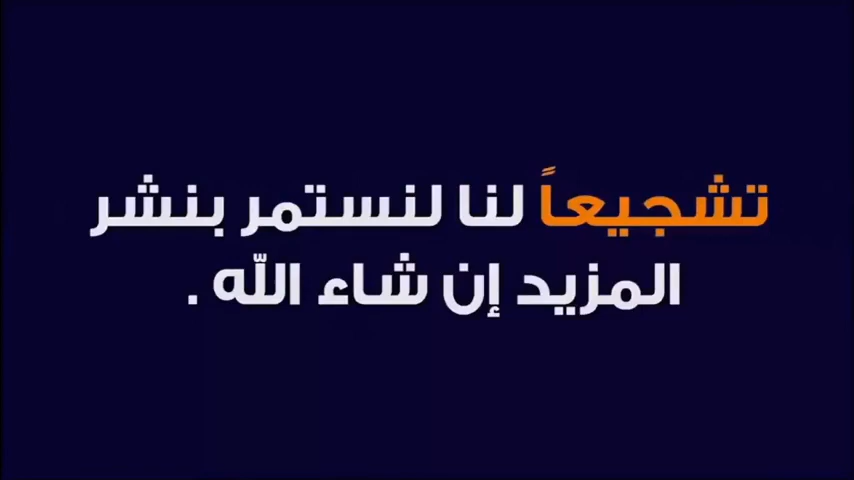 تشجيعاً لنا لنستمر بنشر
المزيد إن شاء الله .